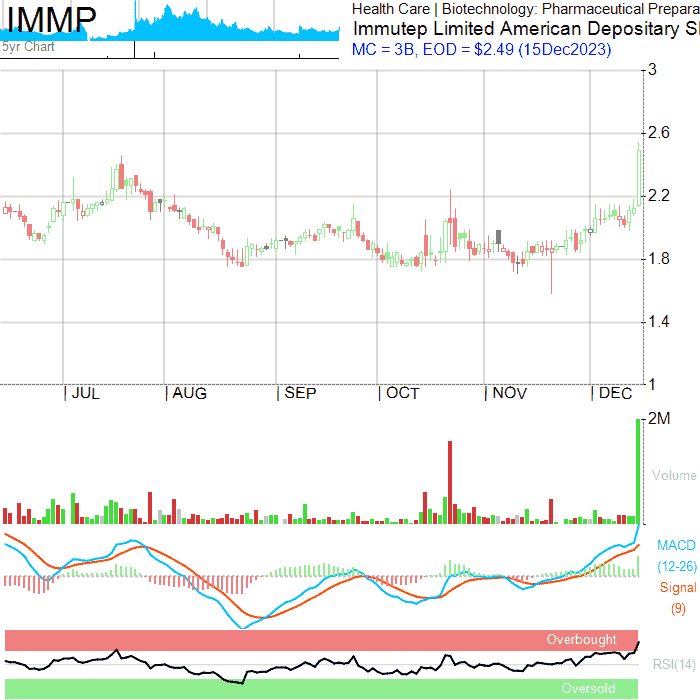 IMMP
5yr Chart
Health Care | Biotechnology: Pharmaceutical Prepara
Immutep Limited American Depositary S
MC = 3B, EOD = $2.49 (15Dec2023)
3
2.6
2.2
1.8
1.4
1
| JUL | AUG | SEP | OCT | NOV | DEC
2M
Volume
MACD
(12-26)
Signal
(9)
Overbought
RSI(14)
Oversold